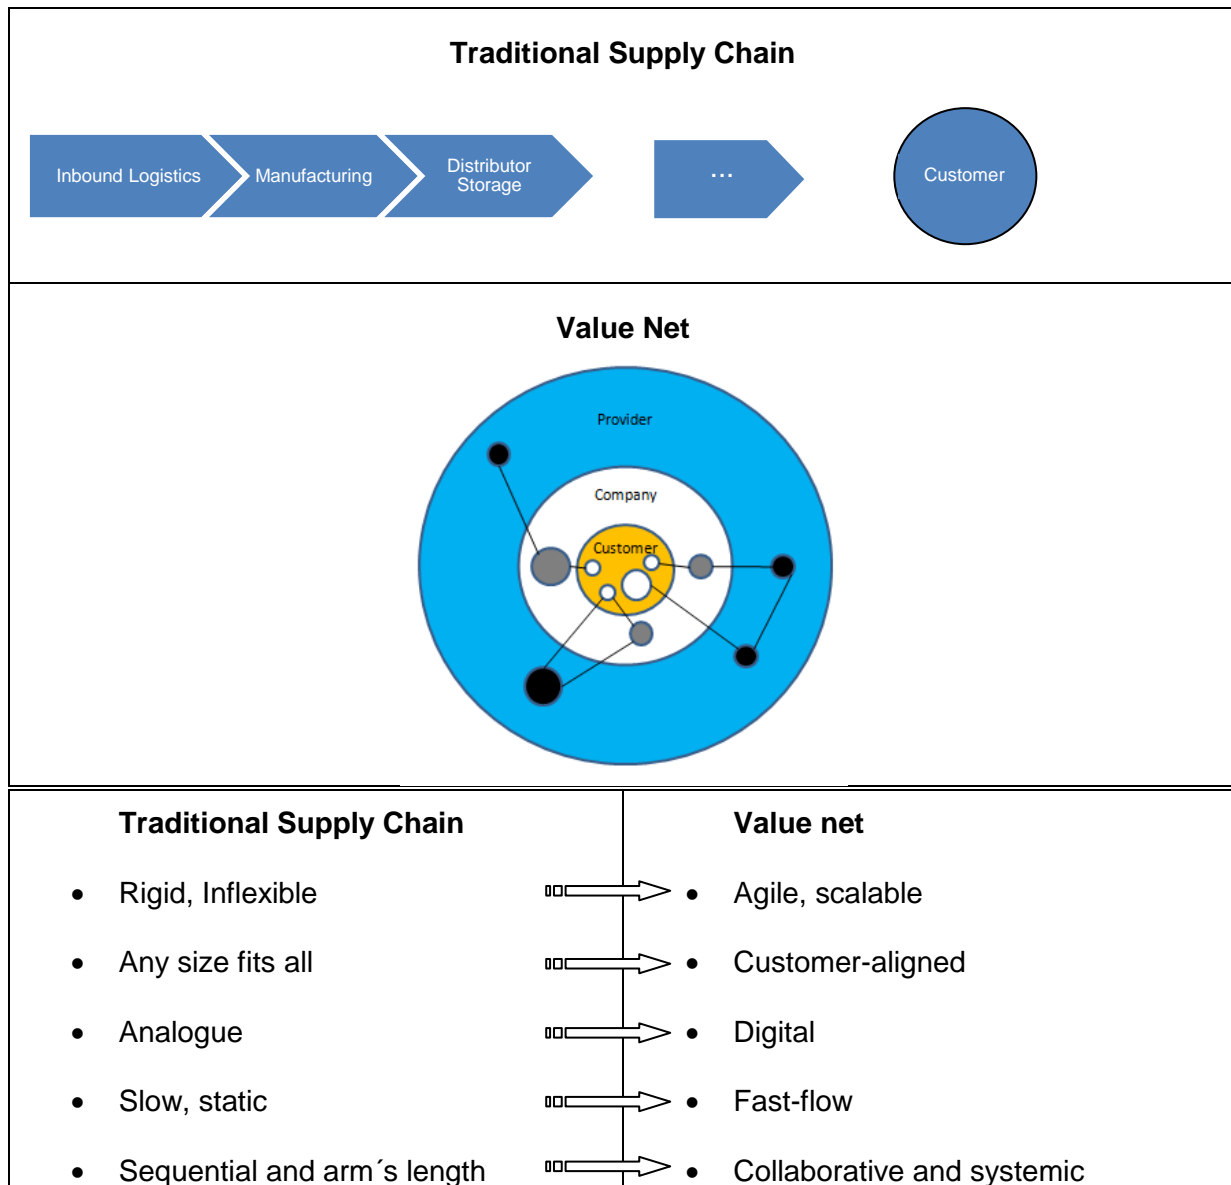 Traditional Supply Chain
Inbound Logistics
Manufacturing
Distributor
Storage
...
Customer
Value Net
Provider
Company
Customer
Traditional Supply Chain
Value net
• Rigid, Inflexible
• Agile, scalable
• Any size fits all
• Customer-aligned
• Analogue
• Digital
• Slow, static
• Fast-flow
• Sequential and arm´s length
• Collaborative and systemic